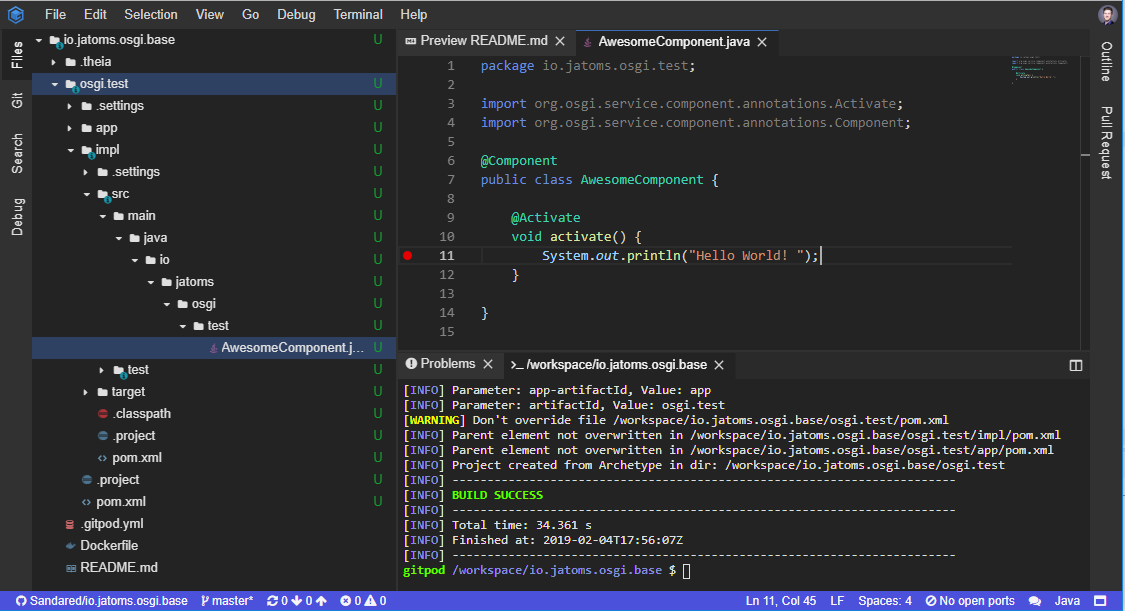 File Edit Selection View Go Debug Terminal Help
Files
Git
Search
Debug
io.jatoms.osgi.base U
.theia
osgi.test U
.settings U
app U
impl U
.settings U
src U
main U
java U
io U
jatoms U
osgi U
test U
AwesomeComponent.j... U
test U
target U
.classpath U
.project U
pom.xml U
.project U
pom.xml U
.gitpod.yml
Dockerfile
README.md
Preview README.md AwesomeComponent.java
1 package io.jatoms.osgi.test;
2
3 import org.osgi.service.component.annotations.Activate;
4 import org.osgi.service.component.annotations.Component;
5
6 @Component
7 public class AwesomeComponent {
8
9 @Activate
10 void activate() {
11 System.out.println("Hello World! ");
12 }
13
14 }
15
Outline
Pull Request
Problems >_ /workspace/io.jatoms.osgi.base
[INFO] Parameter: app-artifactId, Value: app
[INFO] Parameter: artifactId, Value: osgi.test
[WARNING] Don't override file /workspace/io.jatoms.osgi.base/osgi.test/pom.xml
[INFO] Parent element not overwritten in /workspace/io.jatoms.osgi.base/osgi.test/impl/pom.xml
[INFO] Parent element not overwritten in /workspace/io.jatoms.osgi.base/osgi.test/app/pom.xml
[INFO] Project created from Archetype in dir: /workspace/io.jatoms.osgi.base/osgi.test
[INFO] ------------------------------------------------------------------------
[INFO] BUILD SUCCESS
[INFO] ------------------------------------------------------------------------
[INFO] Total time: 34.361 s
[INFO] Finished at: 2019-02-04T17:56:07Z
[INFO] ------------------------------------------------------------------------
gitpod /workspace/io.jatoms.osgi.base $
Sandared/io.jatoms.osgi.base master* 0 0 0 0 Ln 11, Col 45 LF Spaces: 4 No open ports Java